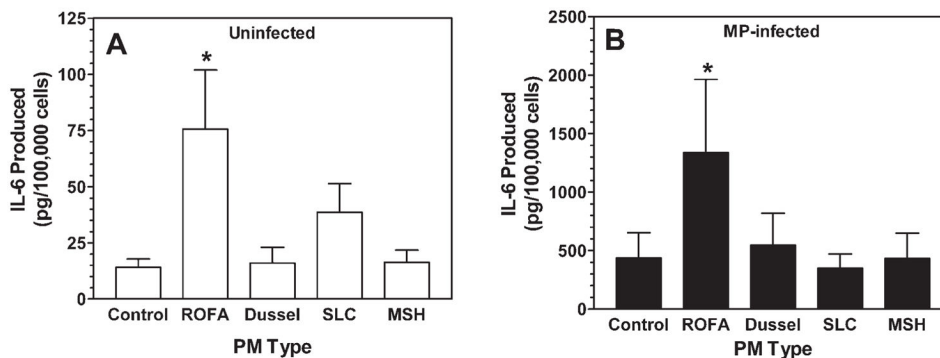 A
Uninfected
*
125
100
75
50
25
0
IL-6 Produced
(pg/100,000 cells)
Control ROFA Dussel SLC MSH
PM Type
B
MP-infected
*
2500
2000
1500
1000
500
0
IL-6 Produced
(pg/100,000 cells)
Control ROFA Dussel SLC MSH
PM Type